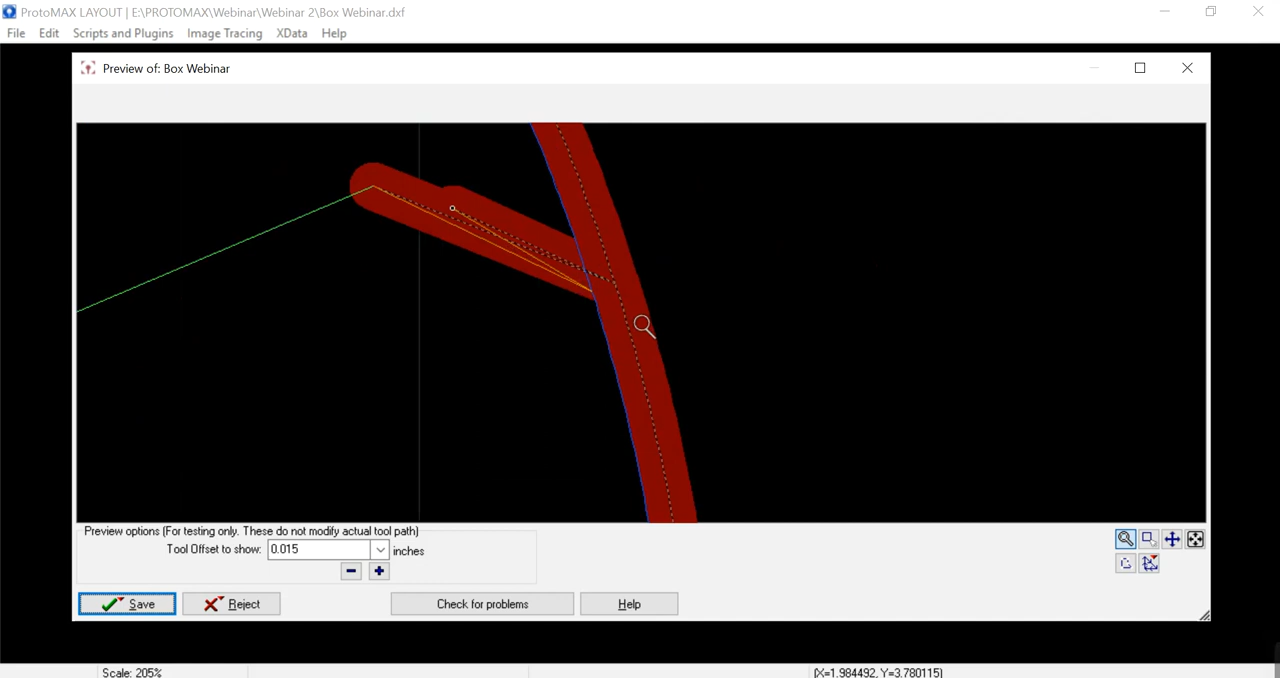 ProtoMAX LAYOUT | E:\PROTOMAX\Webinar\Webinar 2\Box Webinar.dxf
File Edit Scripts and Plugins Image Tracing XData Help
Preview of: Box Webinar
Preview options (For testing only. These do not modify actual tool path)
Tool Offset to show: 0.015 inches
Save Reject Check for problems Help
Scale: 205% (X=1.984492, Y=3.780115)